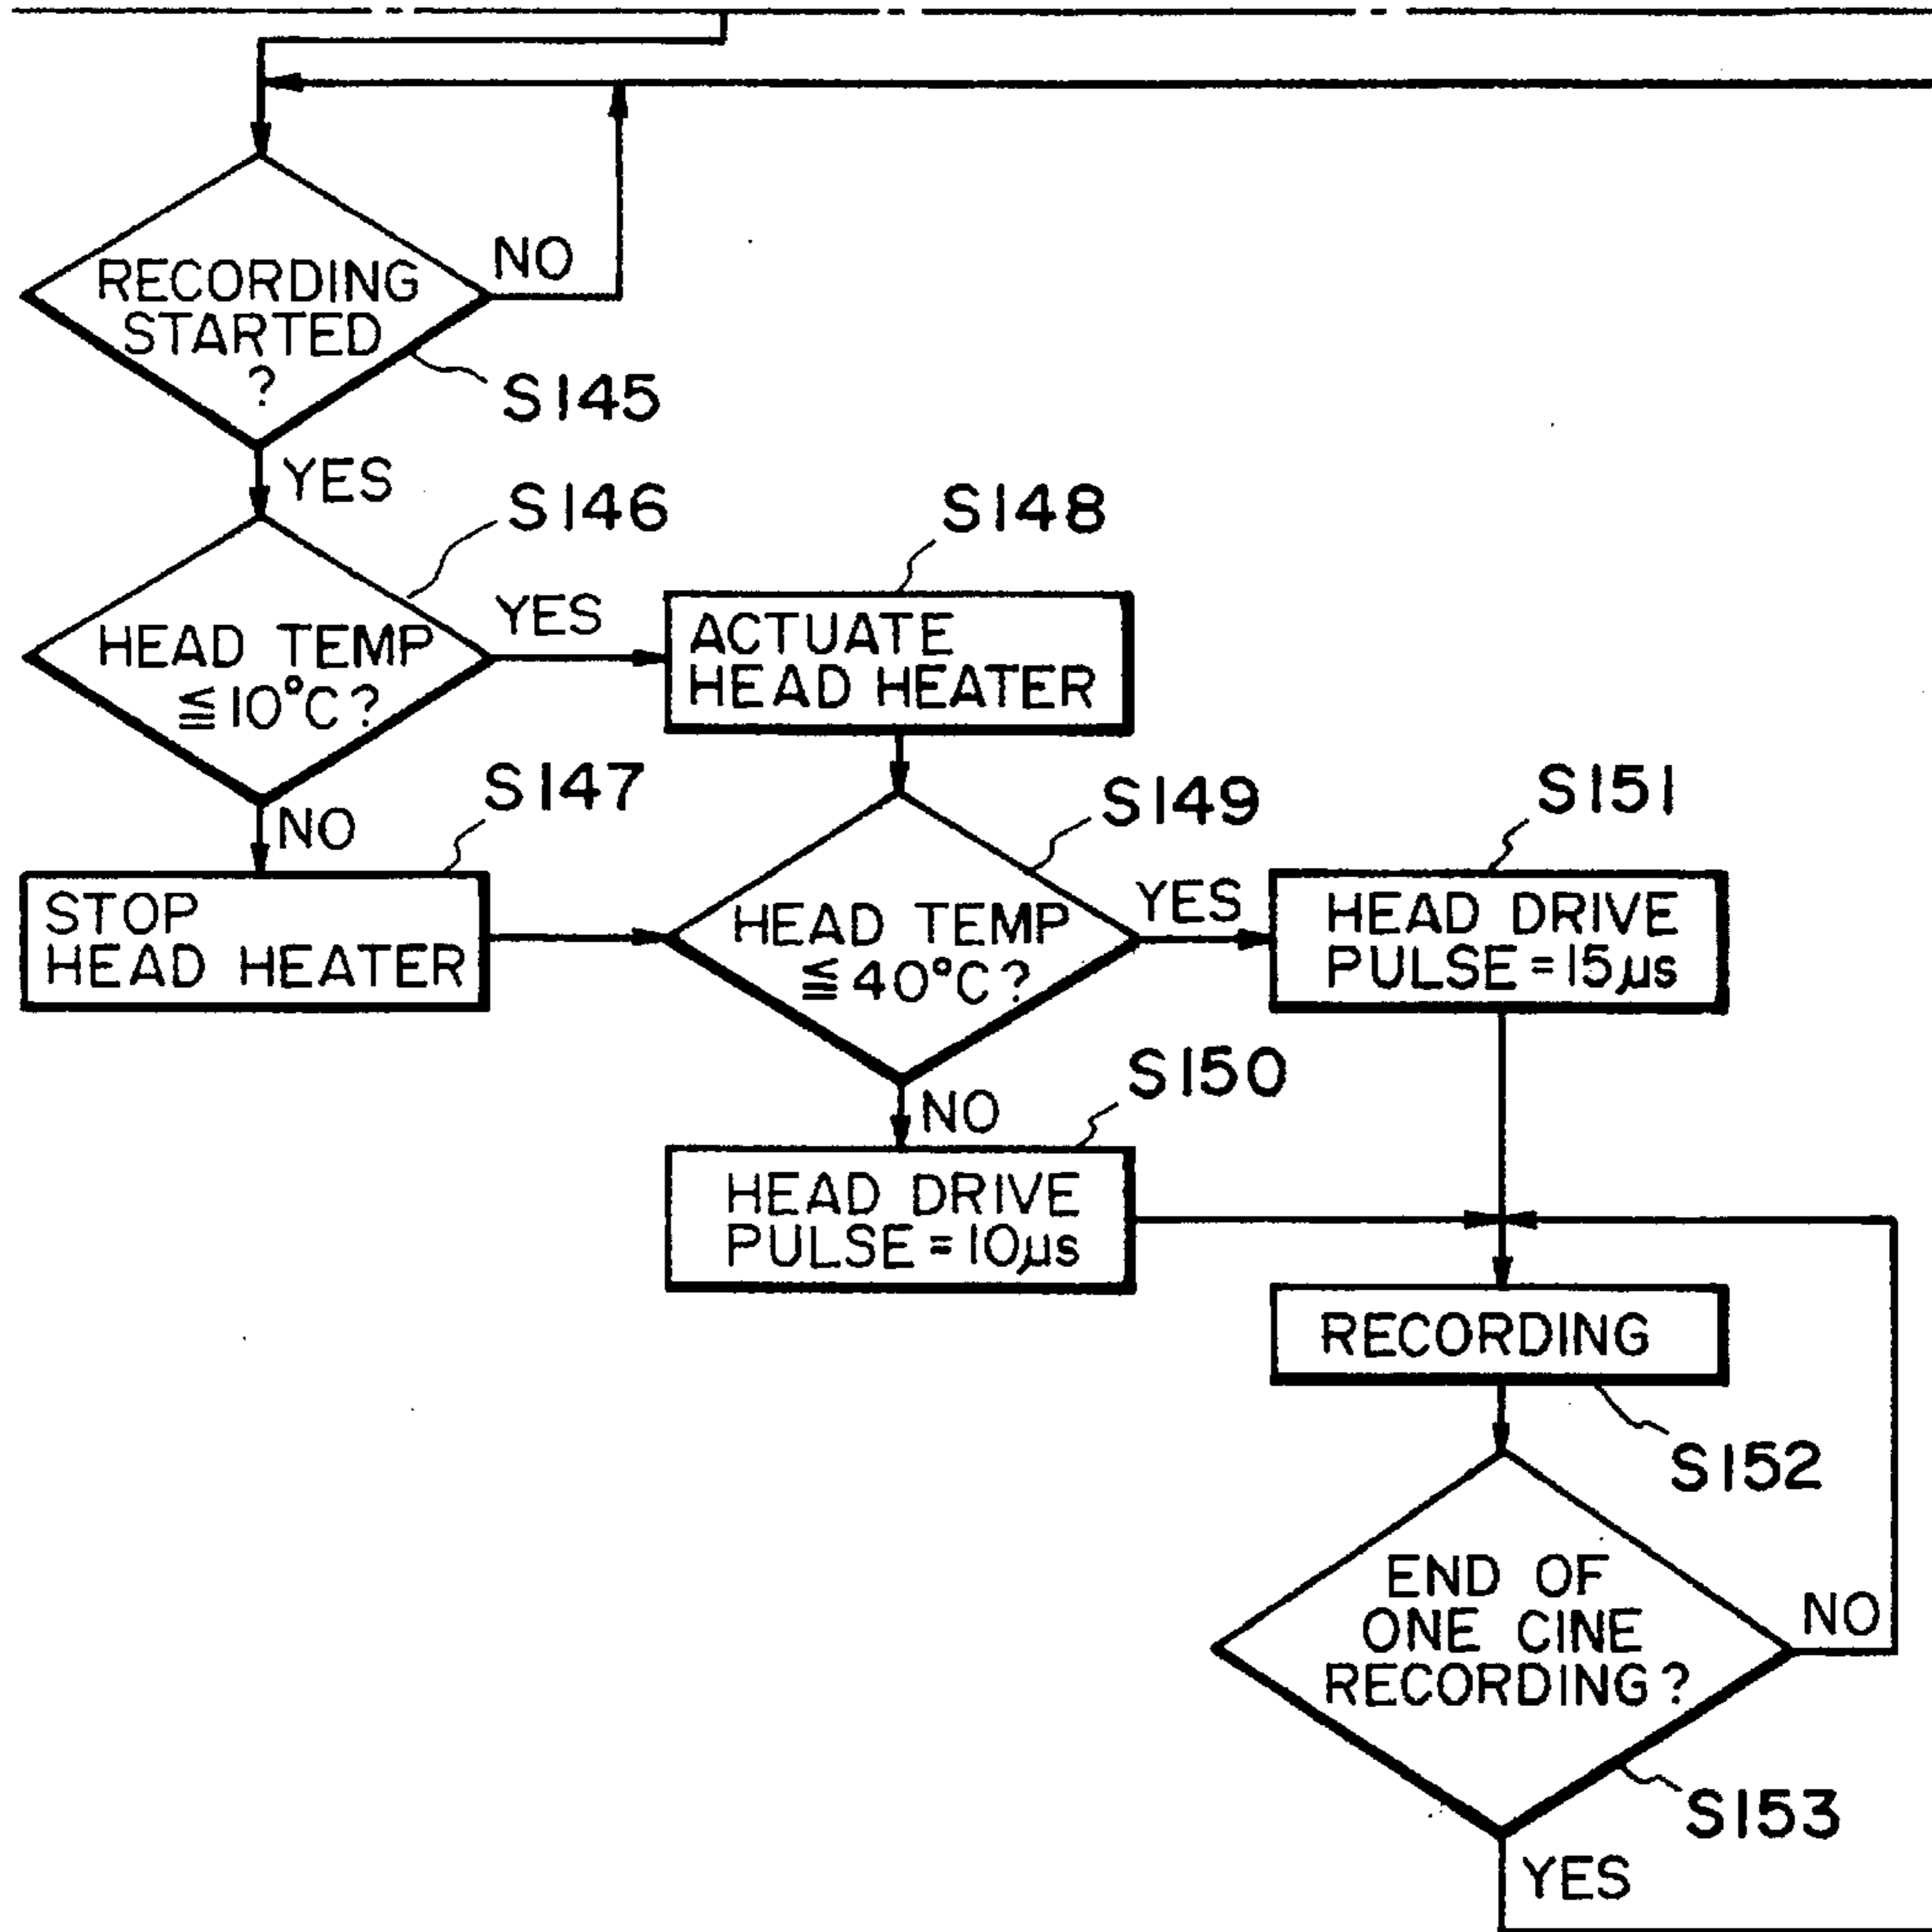 RECORDING
STARTED
?
NO
S145
YES
S146
HEAD TEMP
≦10°C?
YES
S148
ACTUATE
HEAD HEATER
NO
S147
STOP
HEAD HEATER
S149
HEAD TEMP
≦40°C?
YES
S151
HEAD DRIVE
PULSE=15μs
NO
S150
HEAD DRIVE
PULSE=10μs
RECORDING
S152
END OF
ONE CINE
RECORDING?
NO
S153
YES